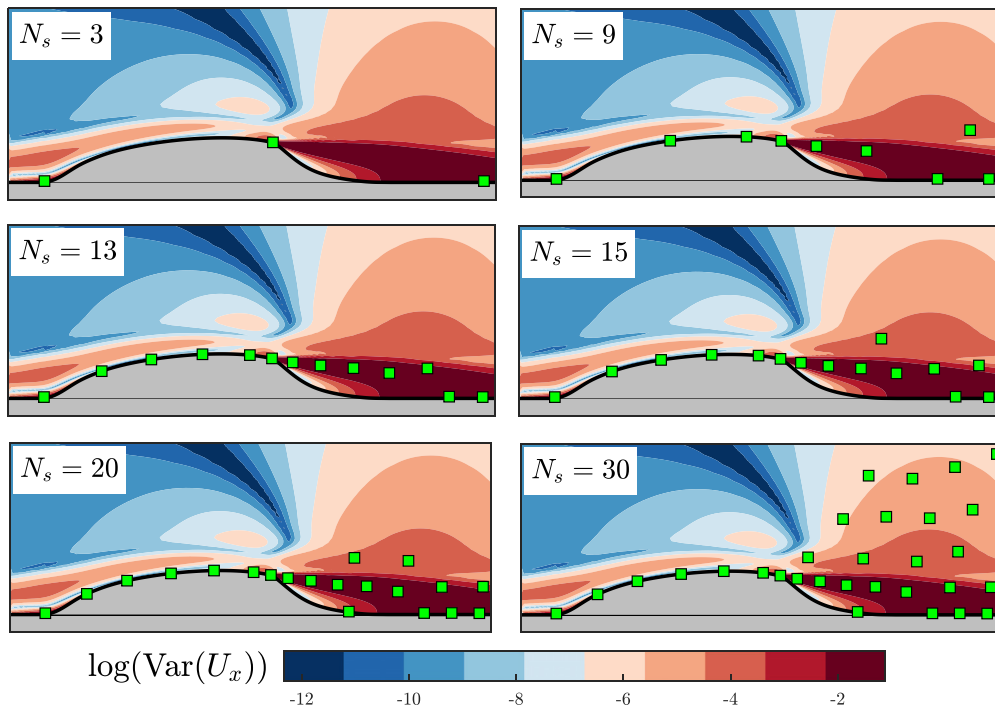 N_s = 3
N_s = 9
N_s = 13
N_s = 15
N_s = 20
N_s = 30
log(Var(U_x))
-12 -10 -8 -6 -4 -2